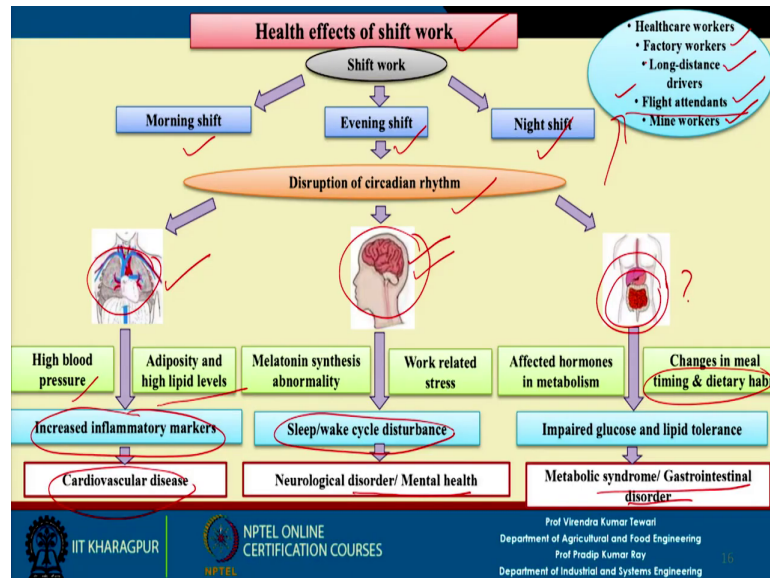 Health effects of shift work
Shift work
• Healthcare workers
• Factory workers
• Long-distance
drivers
• Flight attendants
• Mine workers
Morning shift
Evening shift
Night shift
Disruption of circadian rhythm
?
High blood
pressure
Adiposity and
high lipid levels
Melatonin synthesis
abnormality
Work related
stress
Affected hormones
in metabolism
Changes in meal
timing & dietary hab
Increased inflammatory markers
Sleep/wake cycle disturbance
Impaired glucose and lipid tolerance
Cardiovascular disease
Neurological disorder/ Mental health
Metabolic syndrome/ Gastrointestinal
disorder
IIT KHARAGPUR
NPTEL
NPTEL ONLINE
CERTIFICATION COURSES
Prof Virendra Kumar Tewari
Department of Agricultural and Food Engineering
Prof Pradip Kumar Ray
Department of Industrial and Systems Engineering
16